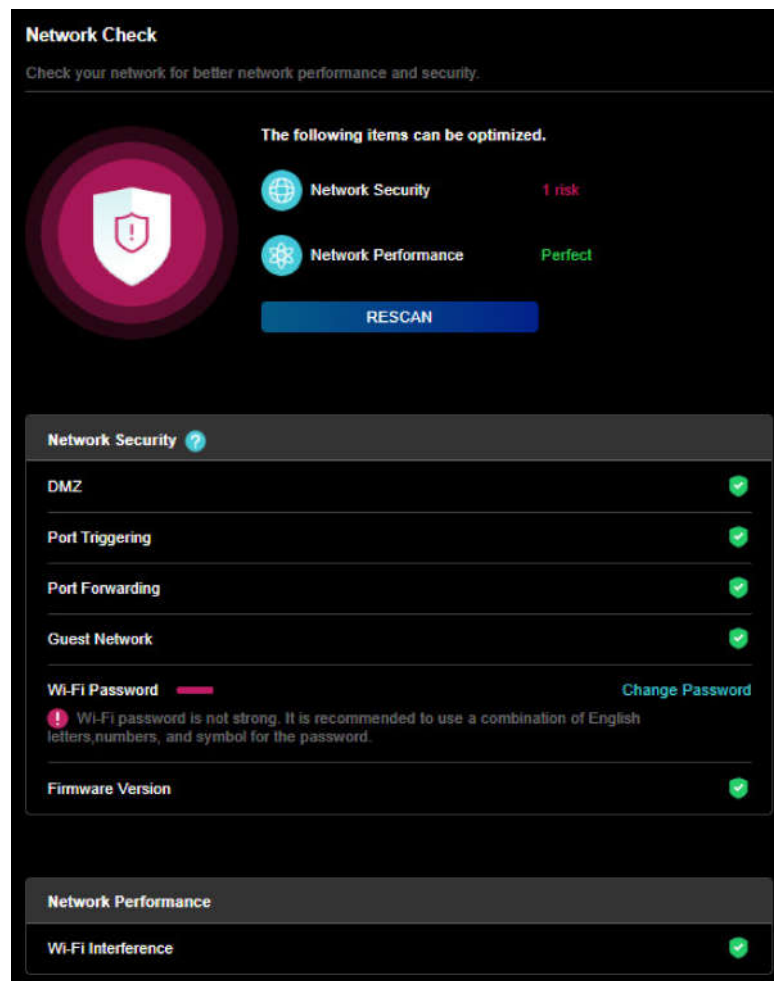 Network Check
Check your network for better network performance and security.
The following items can be optimized.
Network Security 1 risk
Network Performance Perfect
RESCAN
Network Security ?
DMZ
Port Triggering
Port Forwarding
Guest Network
Wi-Fi Password Change Password
! Wi-Fi password is not strong. It is recommended to use a combination of English
letters,numbers, and symbol for the password.
Firmware Version
Network Performance
Wi-Fi Interference